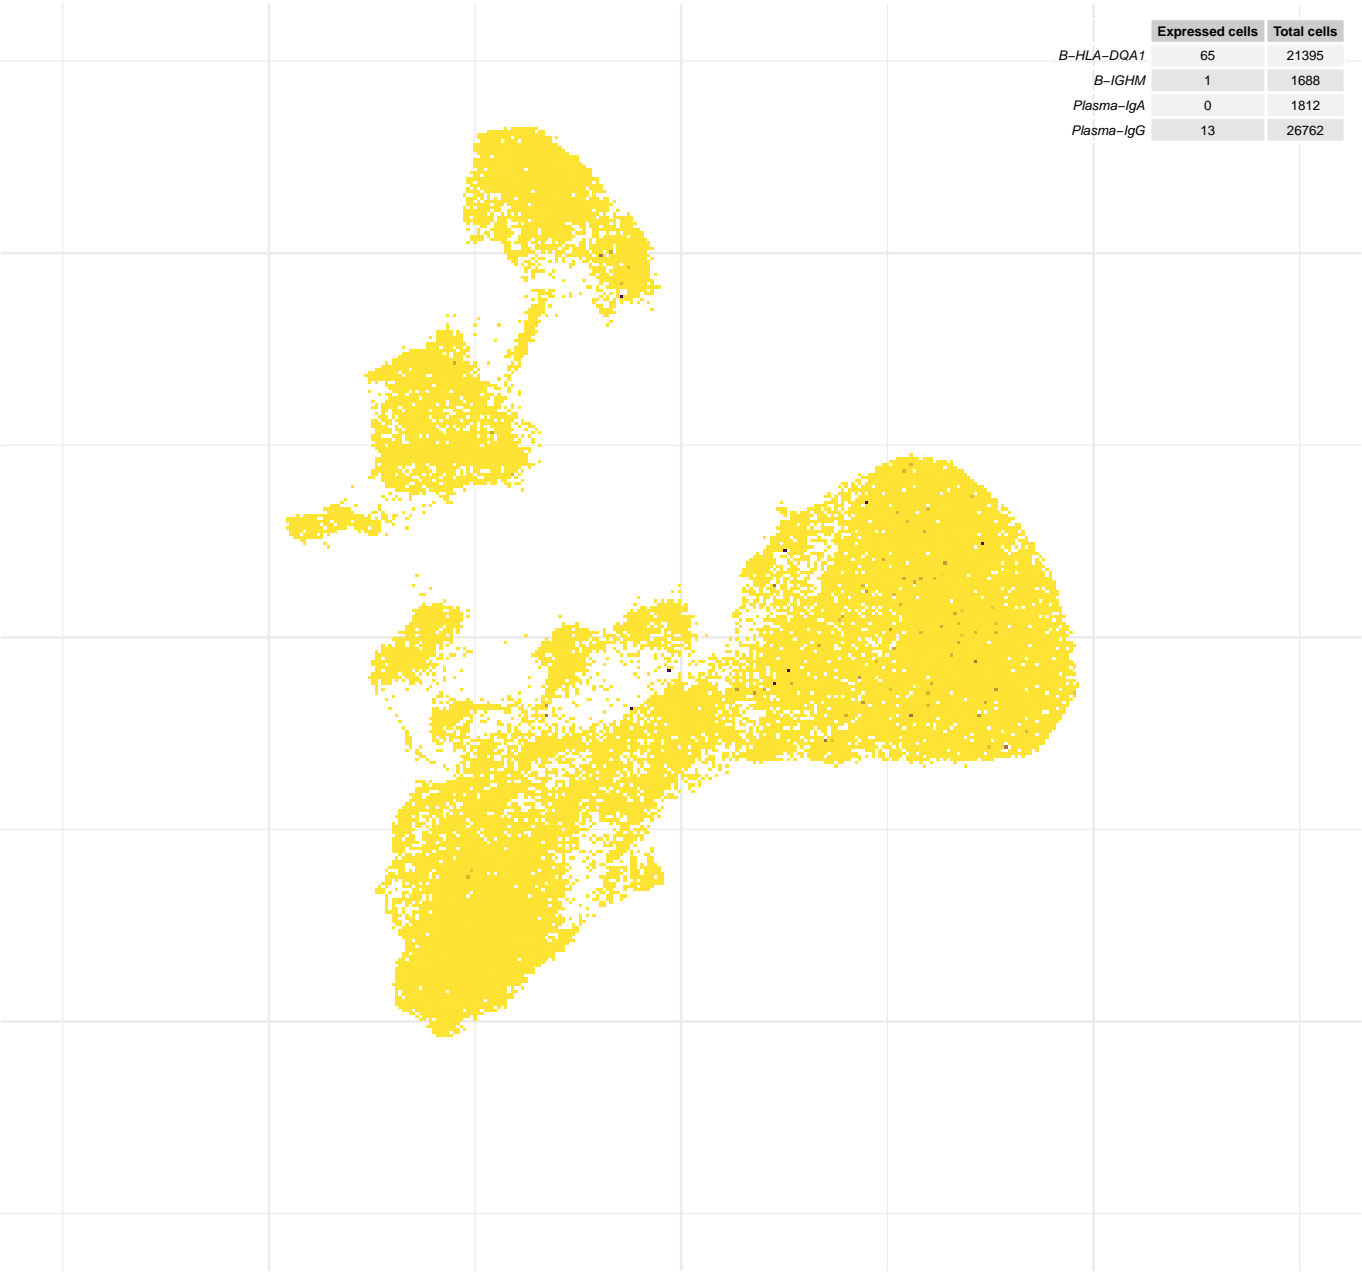 Expressed cells Total cells
B−HLA−DQA1 65 21395
B−IGHM 1 1688
Plasma−IgA 0 1812
Plasma−IgG 13 26762